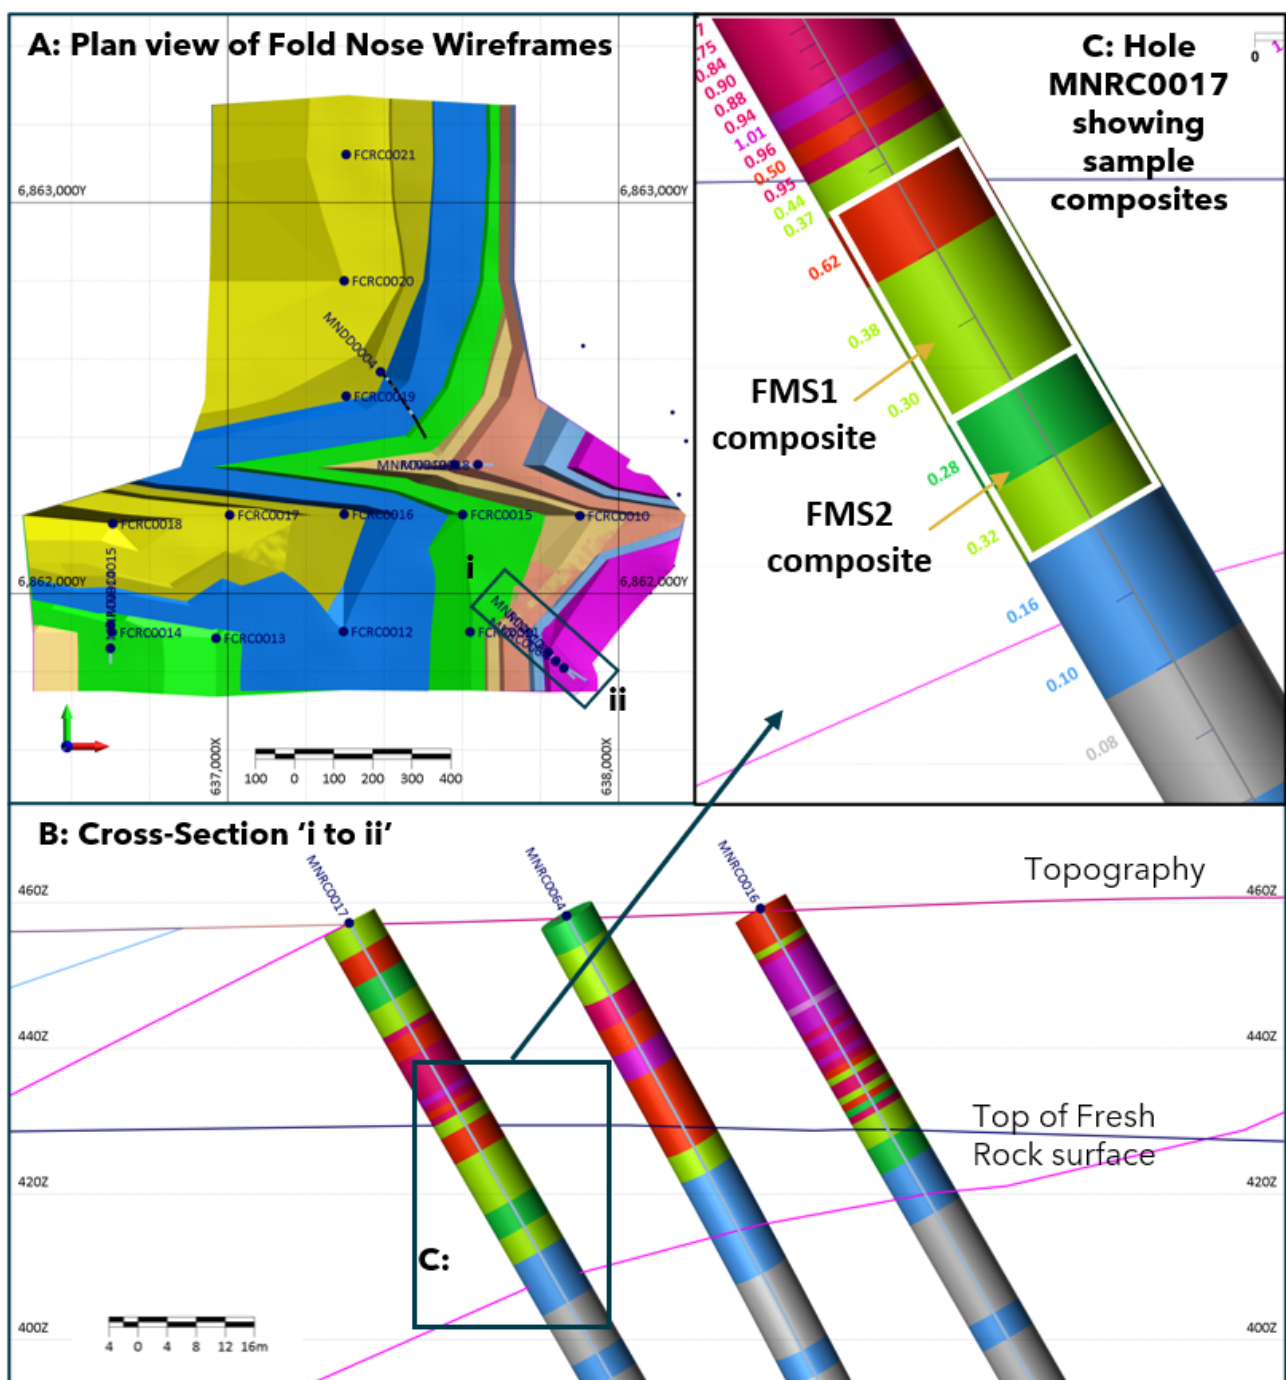 A: Plan view of Fold Nose Wireframes
FCRC0021
6,863,000Y
6,863,000Y
FCRC0020
MNDD0004
FCRC0019
FCRC0018
FCRC0017
FCRC0016
FCRC0015
FCRC0010
i
6,862,000Y
6,862,000Y
FCRC0014
FCRC0013
FCRC0012
ii
637,000X
638,000X
100 0 100 200 300 400
C: Hole
MNRC0017
showing
sample
composites
0
1
7
.75
0.84
0.90
0.88
0.94
1.01
0.96
0.50
0.95
0.44
0.37
0.62
0.38
0.30
0.28
0.32
0.16
0.10
0.08
FMS1
composite
FMS2
composite
B: Cross-Section ‘i to ii’
MNRC0017
MNRC0064
MNRC0016
Topography
460Z
460Z
440Z
440Z
Top of Fresh
Rock surface
420Z
420Z
C:
400Z
400Z
4 0 4 8 12 16m